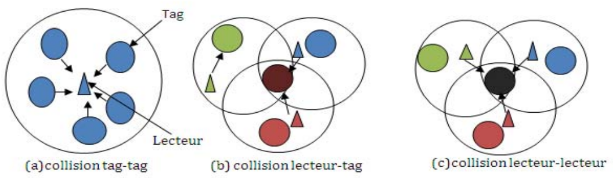 Tag
Lecteur
(a)collision tag-tag
(b) collision lecteur-tag
(c)collision lecteur-lecteur